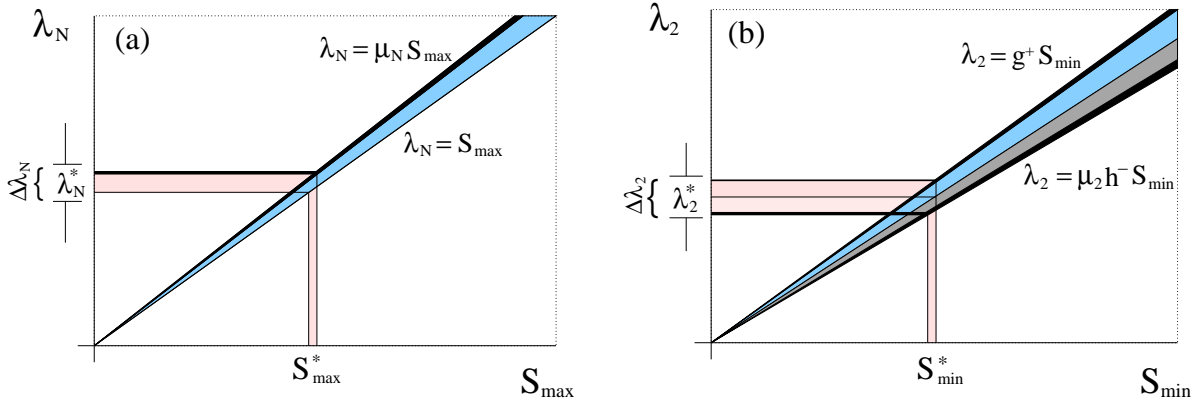 λN
(a)
λN = μN Smax
λN = Smax
ΔλN { λ*N
S*max
Smax
λ2
(b)
λ2 = g+ Smin
λ2 = μ2 h− Smin
Δλ2 { λ*2
S*min
Smin